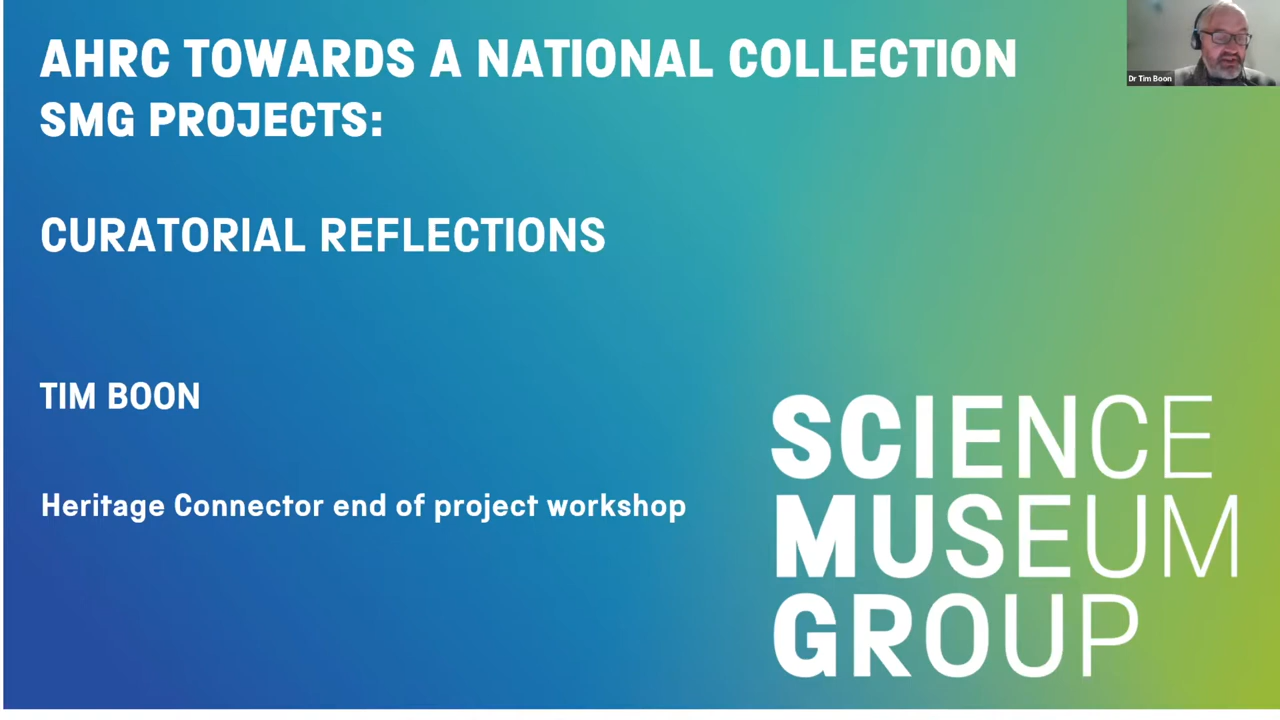 AHRC TOWARDS A NATIONAL COLLECTION
SMG PROJECTS:
CURATORIAL REFLECTIONS
TIM BOON
Heritage Connector end of project workshop
SCIENCE
MUSEUM
GROUP
Dr Tim Boon